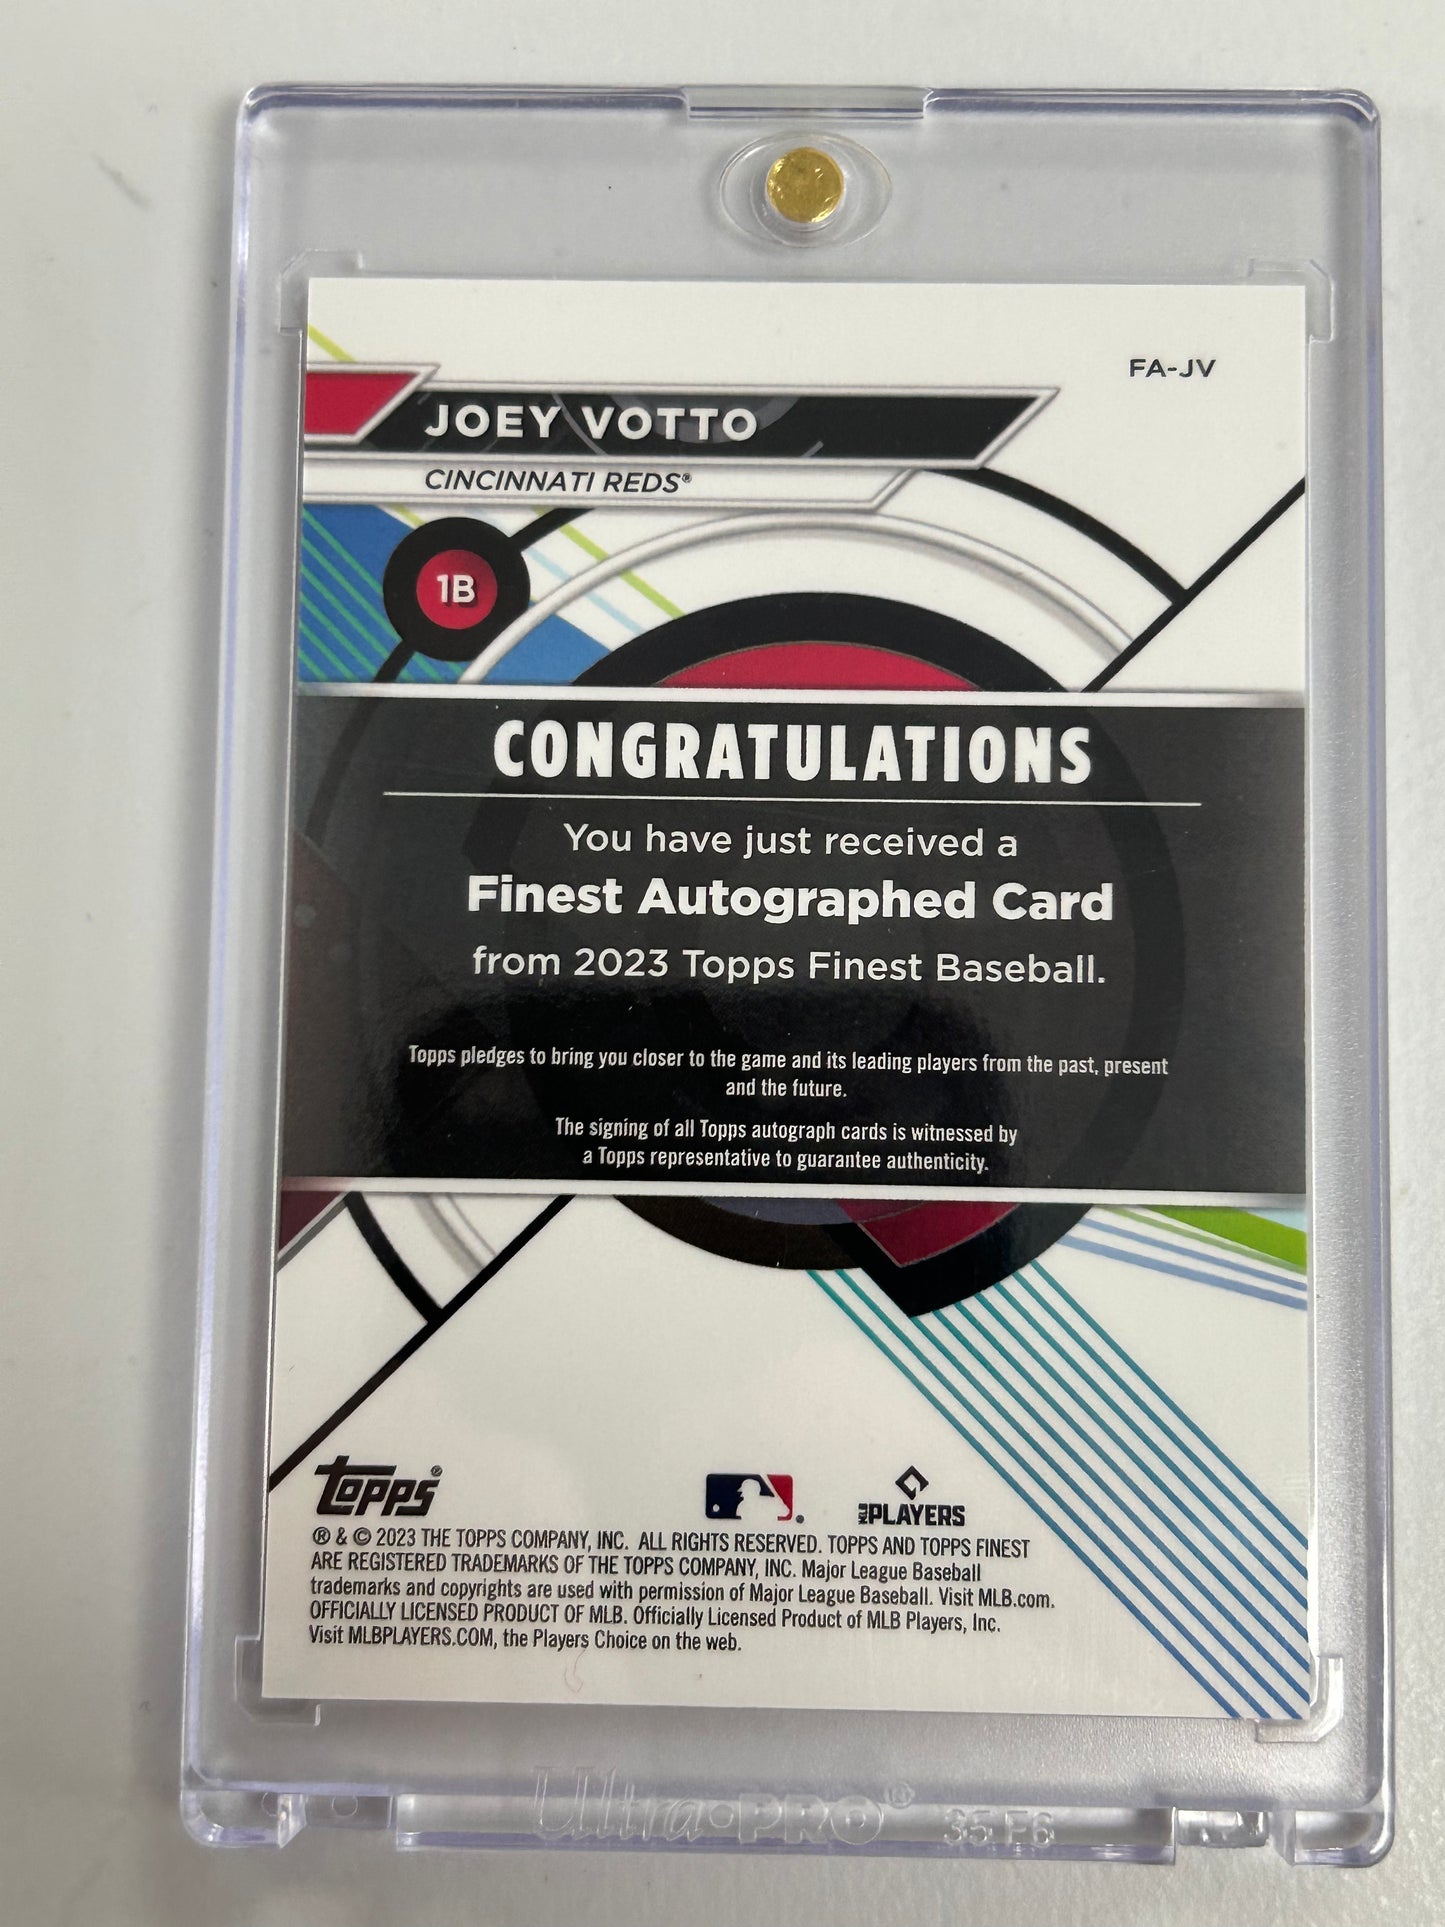 FA-JV
JOEY VOTTO
CINCINNATI REDS®
1B
CONGRATULATIONS
You have just received a
Finest Autographed Card
from 2023 Topps Finest Baseball.
Topps pledges to bring you closer to the game and its leading players from the past, present
and the future.
The signing of all Topps autograph cards is witnessed by
a Topps representative to guarantee authenticity.
Topps®
MLB PLAYERS
® & © 2023 THE TOPPS COMPANY, INC. ALL RIGHTS RESERVED. TOPPS AND TOPPS FINEST
ARE REGISTERED TRADEMARKS OF THE TOPPS COMPANY, INC. Major League Baseball
trademarks and copyrights are used with permission of Major League Baseball. Visit MLB.com.
OFFICIALLY LICENSED PRODUCT OF MLB. Officially Licensed Product of MLB Players, Inc.
Visit MLBPLAYERS.COM, the Players Choice on the web.
Ultra•PRO® 35 F6